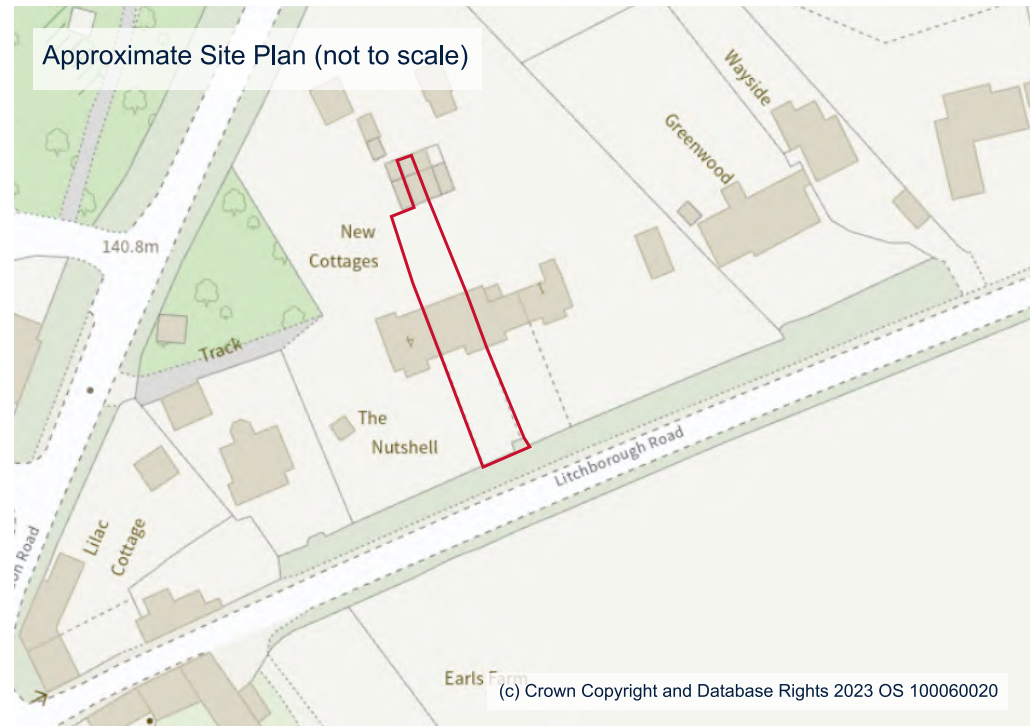 Approximate Site Plan (not to scale)
Wayside
Greenwood
New
Cottages
140.8m
1
4
Track
The
Nutshell
Litchborough Road
Lilac
Cottage
on Road
Earls Farm
(c) Crown Copyright and Database Rights 2023 OS 100060020